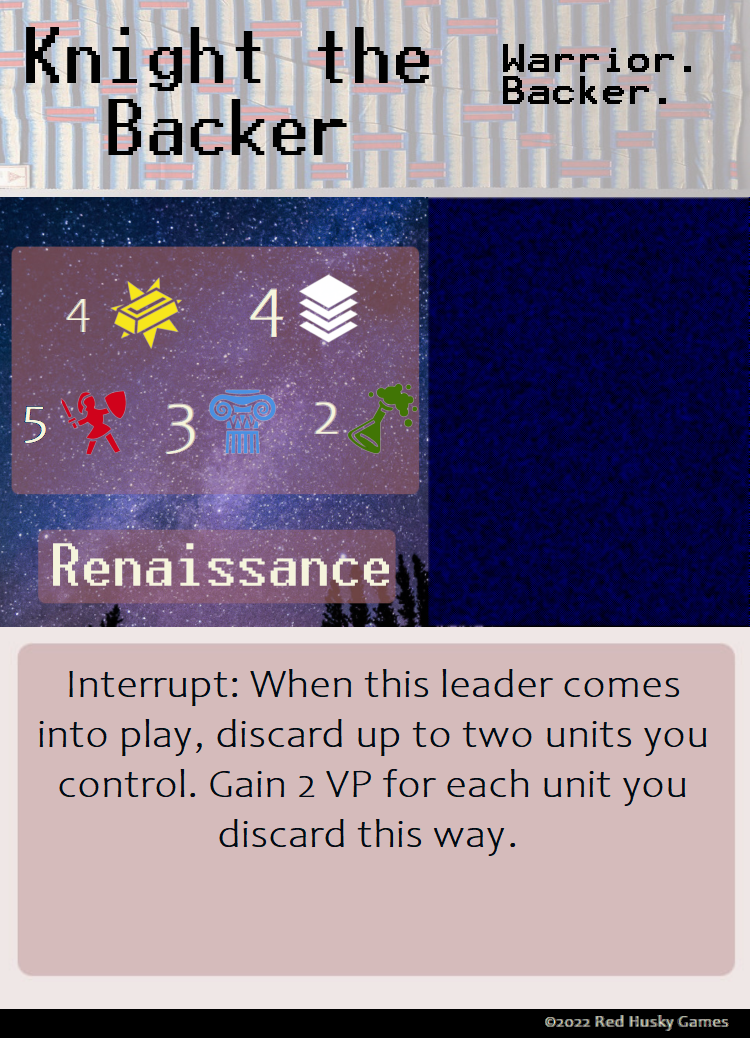 Knight the
Backer
Warrior.
Backer.
4
4
5
3
2
Renaissance
Interrupt: When this leader comes
into play, discard up to two units you
control. Gain 2 VP for each unit you
discard this way.
©2022 Red Husky Games